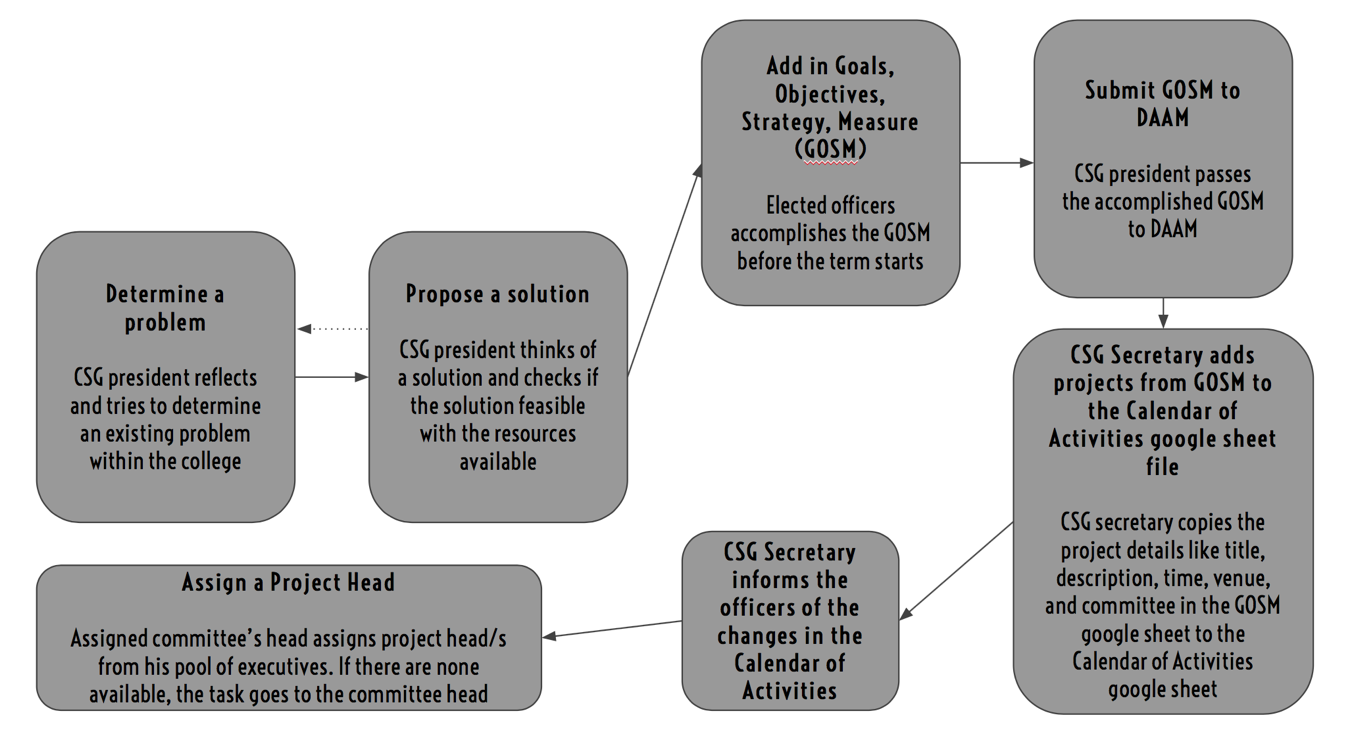 Determine a
problem
CSG president reflects
and tries to determine
an existing problem
within the college
Propose a solution
CSG president thinks of
a solution and checks if
the solution feasible
with the resources
available
Add in Goals,
Objectives,
Strategy, Measure
(GOSM)
Elected officers
accomplishes the GOSM
before the term starts
Submit GOSM to
DAAM
CSG president passes
the accomplished GOSM
to DAAM
CSG Secretary adds
projects from GOSM to
the Calendar of
Activities google sheet
file
CSG secretary copies the
project details like title,
description, time, venue,
and committee in the GOSM
google sheet to the
Calendar of Activities
google sheet
CSG Secretary
informs the
officers of the
changes in the
Calendar of
Activities
Assign a Project Head
Assigned committee's head assigns project head/s
from his pool of executives. If there are none
available, the task goes to the committee head